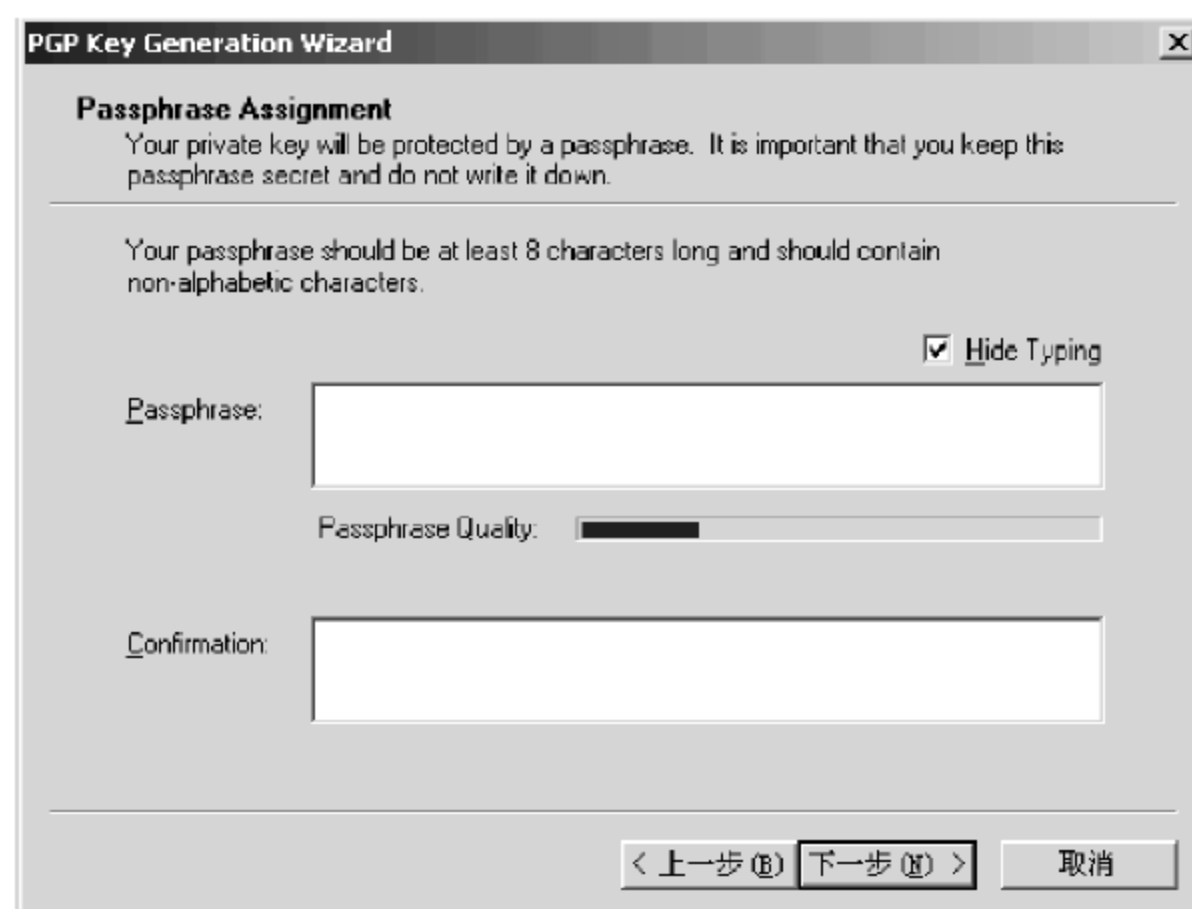 PGP Key Generation Wizard
Passphrase Assignment
Your private key will be protected by a passphrase. It is important that you keep this
passphrase secret and do not write it down.
Your passphrase should be at least 8 characters long and should contain
non-alphabetic characters.
Hide Typing
Passphrase:
Passphrase Quality:
Confirmation:
< 上一步(B) 下一步(N) > 取消